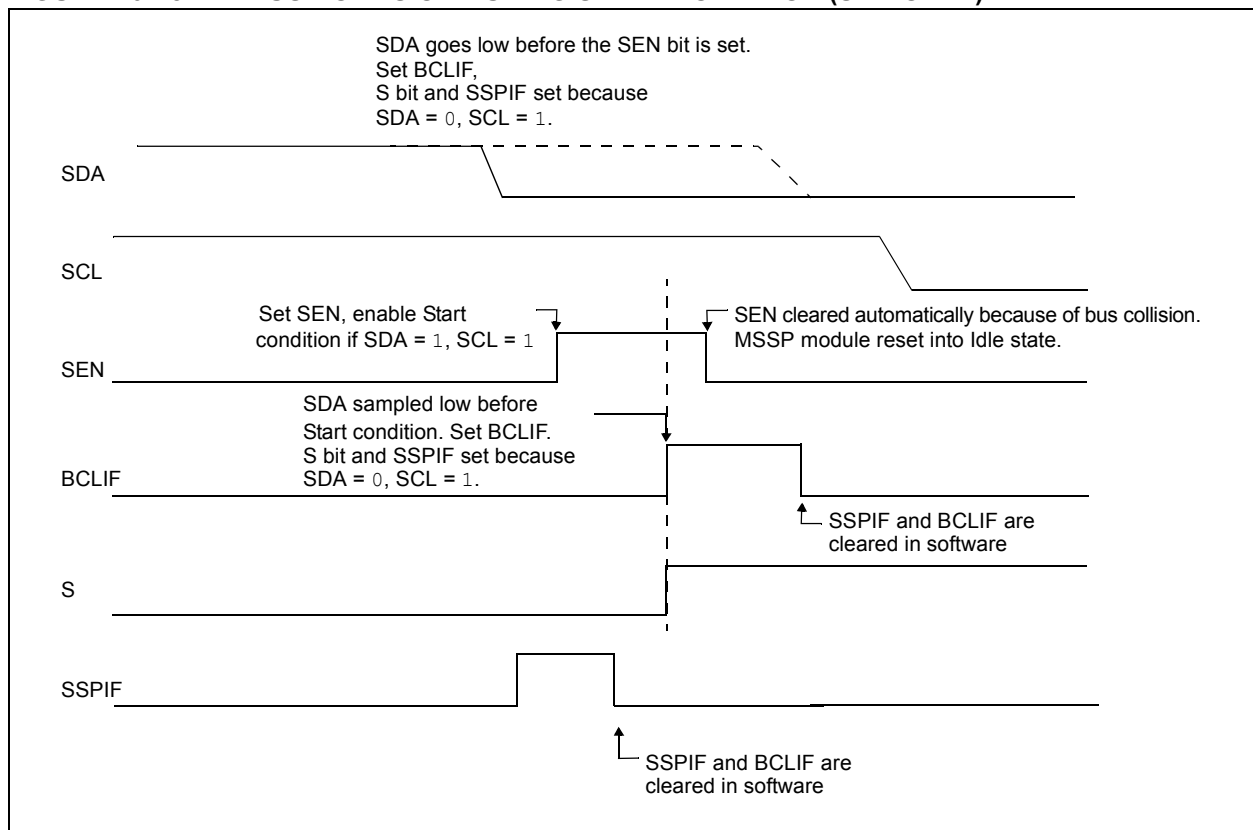 SDA goes low before the SEN bit is set.
Set BCLIF,
S bit and SSPIF set because
SDA = 0, SCL = 1.
SDA
SCL
Set SEN, enable Start
condition if SDA = 1, SCL = 1
SEN cleared automatically because of bus collision.
MSSP module reset into Idle state.
SEN
SDA sampled low before
Start condition. Set BCLIF.
S bit and SSPIF set because
SDA = 0, SCL = 1.
BCLIF
SSPIF and BCLIF are
cleared in software
S
SSPIF
SSPIF and BCLIF are
cleared in software